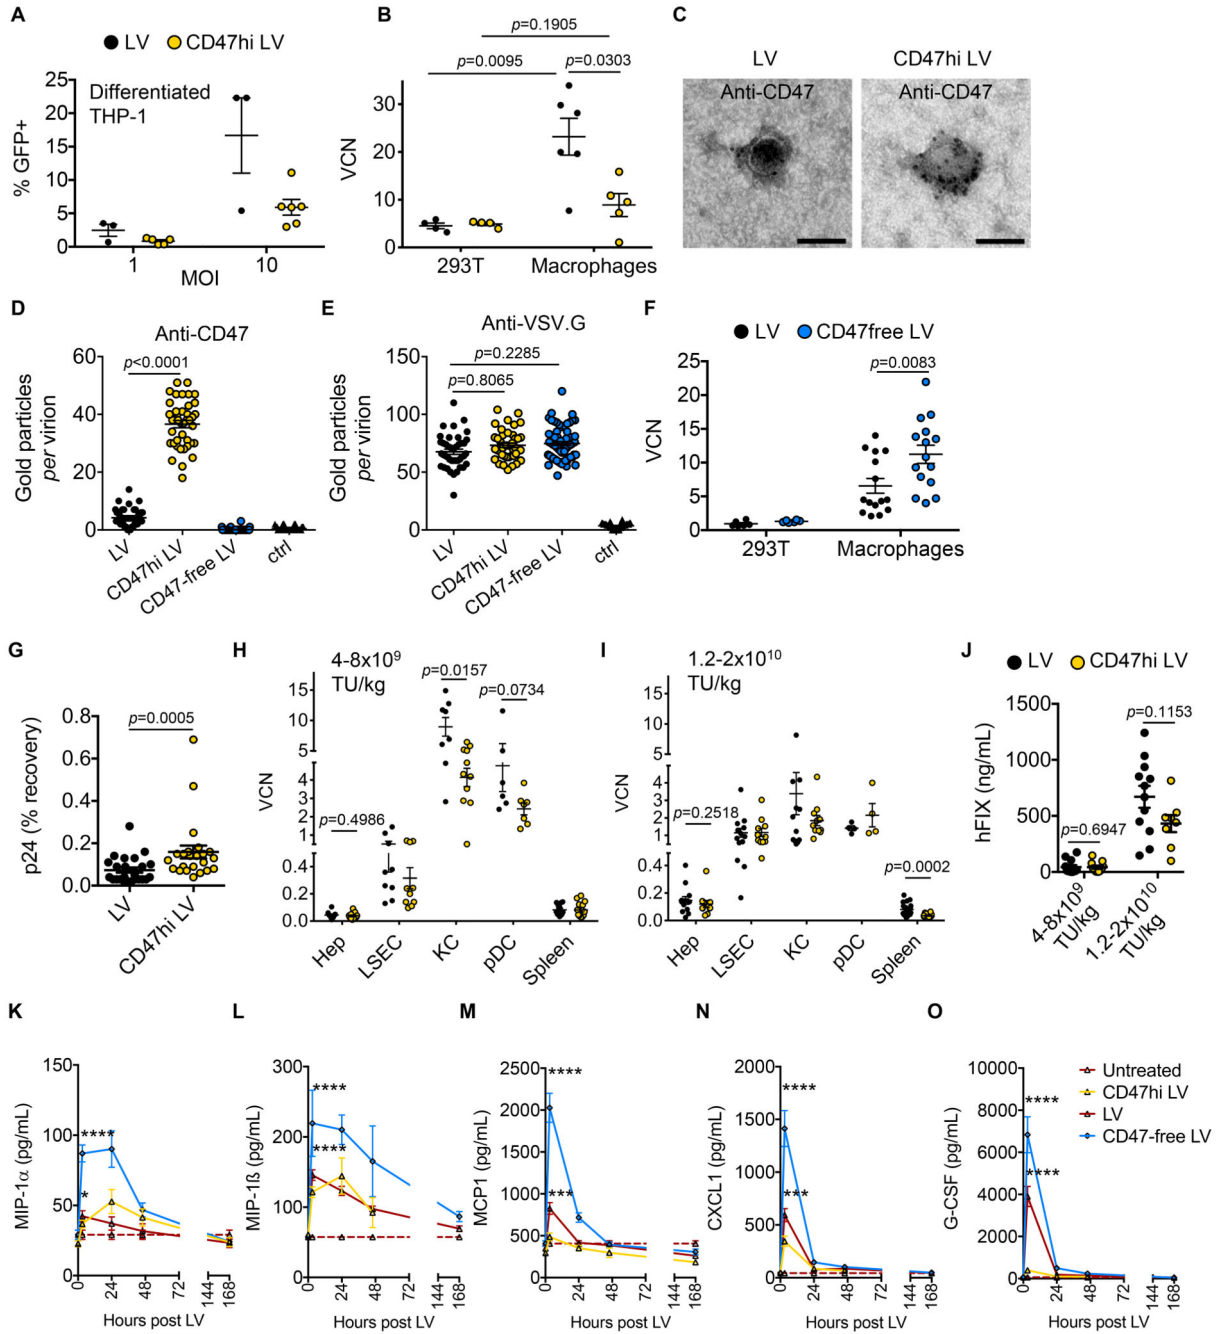 A
LV CD47hi LV
Differentiated
THP-1
% GFP+
25
20
15
10
5
0
1 10
MOI
B
p=0.1905
p=0.0095 p=0.0303
VCN
30
20
10
0
293T Macrophages
C
LV CD47hi LV
Anti-CD47 Anti-CD47
D
Anti-CD47
p<0.0001
Gold particles
per virion
60
40
20
0
LV
CD47hi LV
CD47-free LV
ctrl
E
Anti-VSV.G
p=0.2285
p=0.8065
Gold particles
per virion
150
100
50
0
LV
CD47hi LV
CD47-free LV
ctrl
F
LV CD47free LV
p=0.0083
VCN
25
20
15
10
5
0
293T Macrophages
G
p=0.0005
p24 (% recovery)
0.8
0.6
0.4
0.2
0.0
LV
CD47hi LV
H
4-8x10⁹
TU/kg
p=0.0157
p=0.0734
p=0.4986
VCN
15
10
5
4
3
2
1
0.4
0.2
0.0
Hep
LSEC
KC
pDC
Spleen
I
1.2-2x10¹⁰
TU/kg
p=0.2518
p=0.0002
VCN
15
10
5
4
3
2
1
0.4
0.2
0.0
Hep
LSEC
KC
pDC
Spleen
J
LV CD47hi LV
p=0.1153
p=0.6947
hFIX (ng/mL)
1500
1000
500
0
4-8x10⁹
TU/kg
1.2-2x10¹⁰
TU/kg
K
MIP-1α (pg/mL)
150
100
50
0
****
*
0 24 48 72 144 168
Hours post LV
L
MIP-1ß (pg/mL)
300
200
100
0
****
****
0 24 48 72 144 168
Hours post LV
M
MCP1 (pg/mL)
2500
2000
1500
1000
500
0
****
***
0 24 48 72 144 168
Hours post LV
N
CXCL1 (pg/mL)
2000
1500
1000
500
0
****
***
0 24 48 72 144 168
Hours post LV
O
G-CSF (pg/mL)
10000
8000
6000
4000
2000
0
****
****
0 24 48 72 144 168
Hours post LV
Untreated
CD47hi LV
LV
CD47-free LV